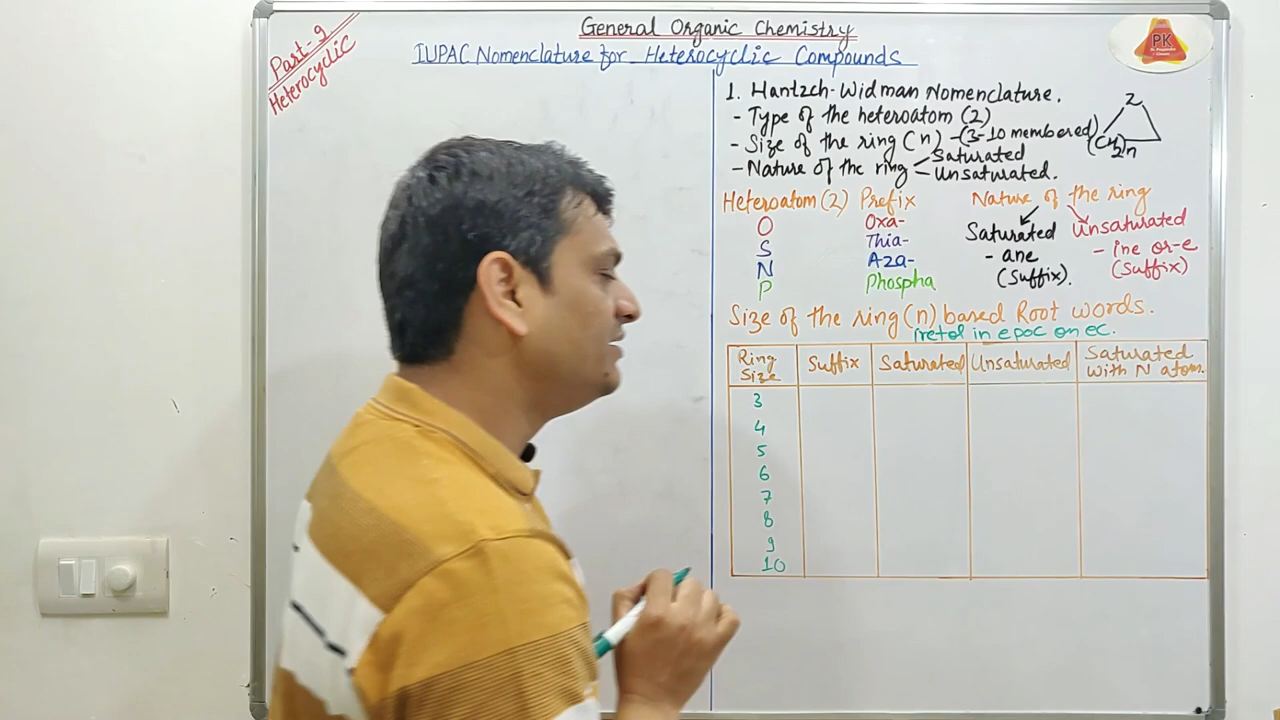 General Organic Chemistry
IUPAC Nomenclature for Heterocyclic Compounds
Part-9
Heterocyclic
PK
1. Hantzch-Widman Nomenclature.
- Type of the heteroatom (Z)
- Size of the ring (n) - (3-10 membered)
- Nature of the ring - Saturated
- Unsaturated.
Z
(CH2)n
Heteroatom (Z) Prefix
O Oxa-
S Thia-
N Aza-
P Phospha
Nature of the ring
Saturated
- ane
(Suffix).
Unsaturated
- ine or -e
(Suffix)
Size of the ring (n) based Root words.
iretol in epoc on ec.
Ring Size Suffix Saturated Unsaturated Saturated with N atom.
3
4
5
6
7
8
9
10